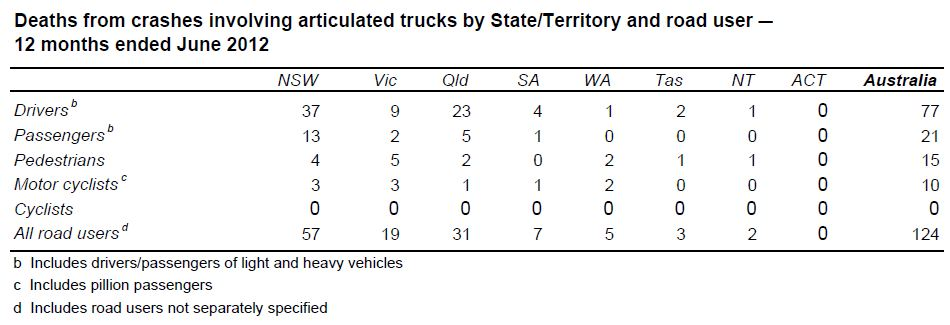 Deaths from crashes involving articulated trucks by State/Territory and road user —
12 months ended June 2012
NSW Vic Qld SA WA Tas NT ACT Australia
Drivers b 37 9 23 4 1 2 1 0 77
Passengers b 13 2 5 1 0 0 0 0 21
Pedestrians 4 5 2 0 2 1 1 0 15
Motor cyclists c 3 3 1 1 2 0 0 0 10
Cyclists 0 0 0 0 0 0 0 0 0
All road users d 57 19 31 7 5 3 2 0 124
b Includes drivers/passengers of light and heavy vehicles
c Includes pillion passengers
d Includes road users not separately specified